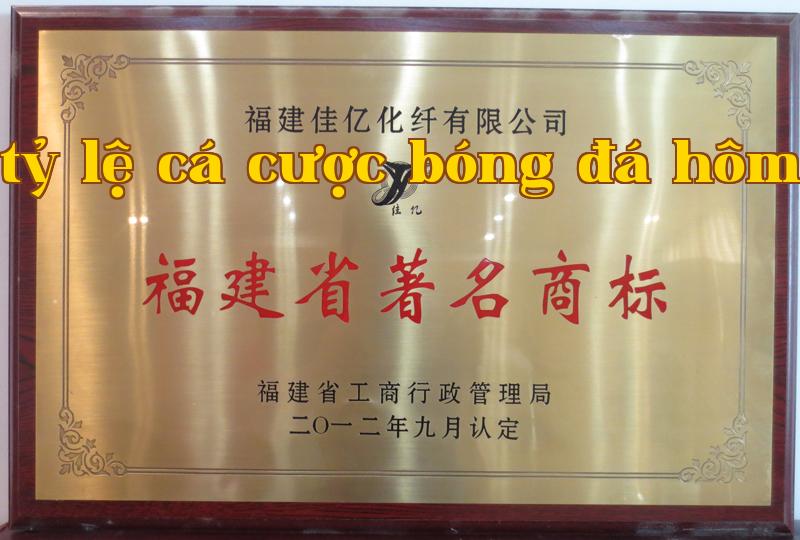 福建佳亿化纤有限公司
tỷ lệ cá cược bóng đá hôm
佳亿
福建省著名商标
福建省工商行政管理局
二〇一二年九月认定